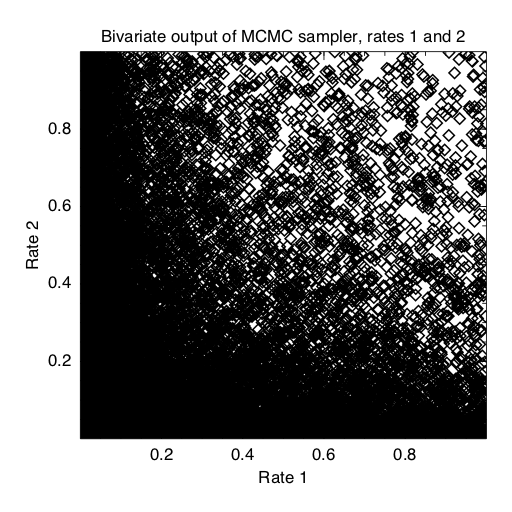 Bivariate output of MCMC sampler, rates 1 and 2
0.8
0.6
0.4
0.2
Rate 2
0.2 0.4 0.6 0.8
Rate 1